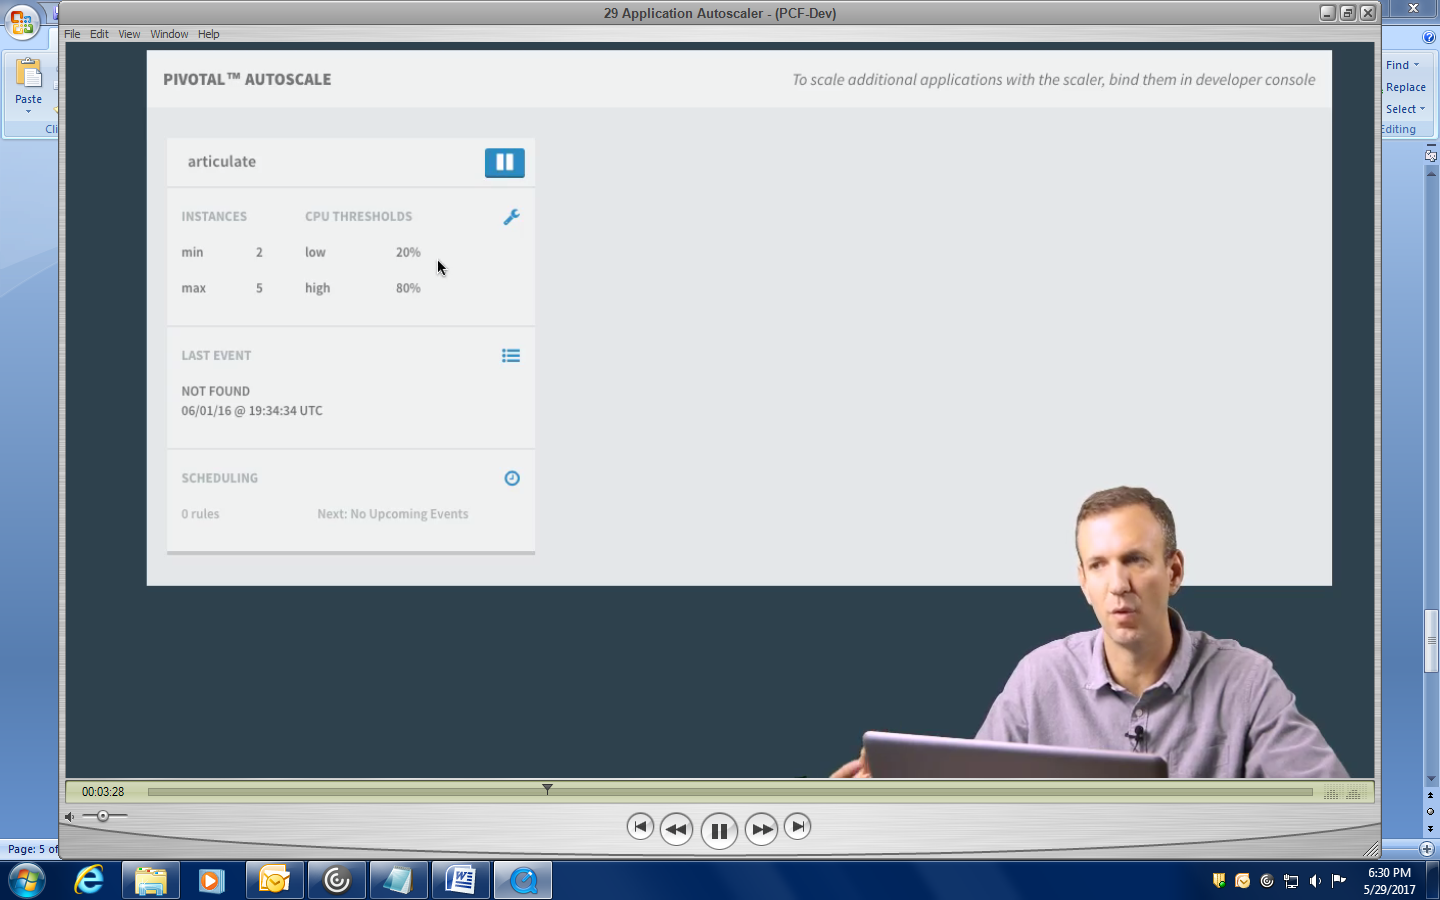 29 Application Autoscaler - (PCF-Dev)
File Edit View Window Help
PIVOTAL™ AUTOSCALE
To scale additional applications with the scaler, bind them in developer console
articulate
INSTANCES CPU THRESHOLDS
min 2 low 20%
max 5 high 80%
LAST EVENT
NOT FOUND
06/01/16 @ 19:34:34 UTC
SCHEDULING
0 rules Next: No Upcoming Events
00:03:28
Paste
Cli
Find
Replace
Select
Editing
Page: 5 of
6:30 PM
5/29/2017